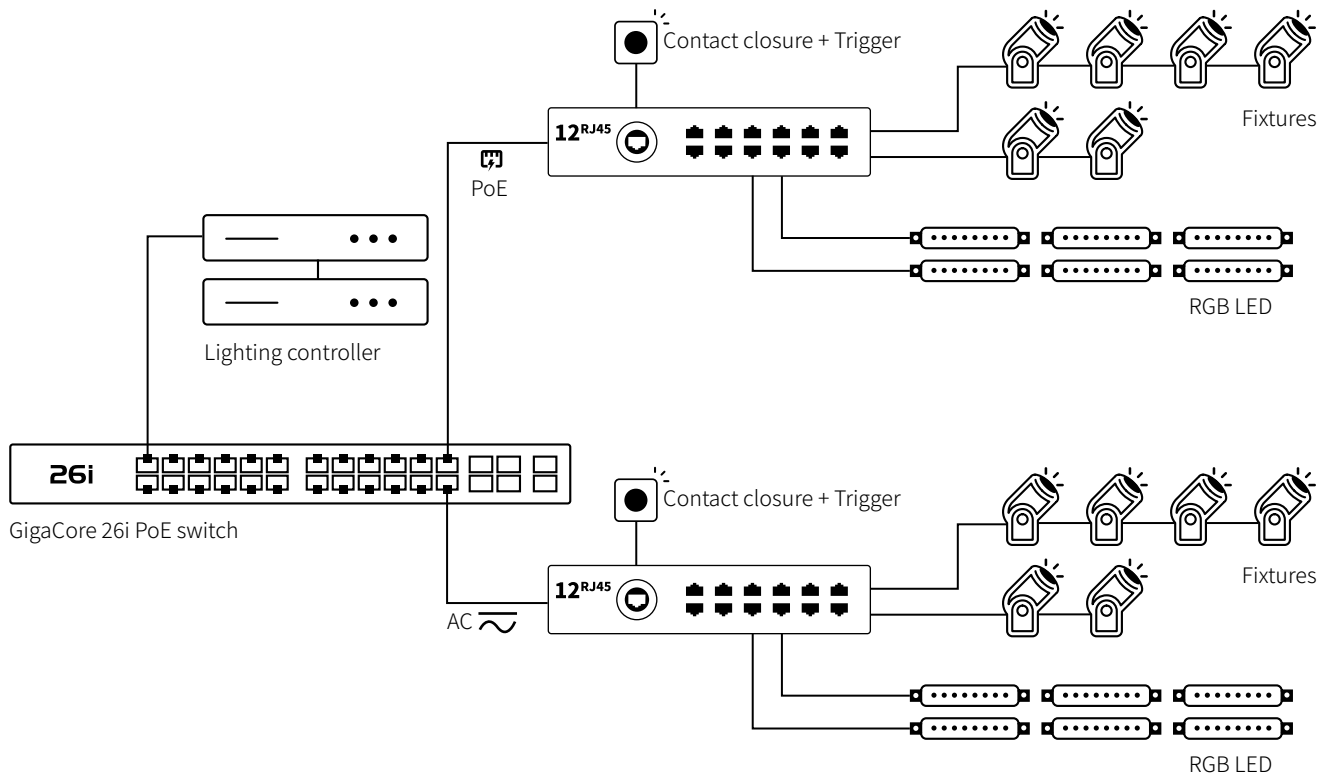 Contact closure + Trigger
12RJ45
Fixtures
PoE
RGB LED
Lighting controller
26i
GigaCore 26i PoE switch
Contact closure + Trigger
12RJ45
Fixtures
AC
RGB LED